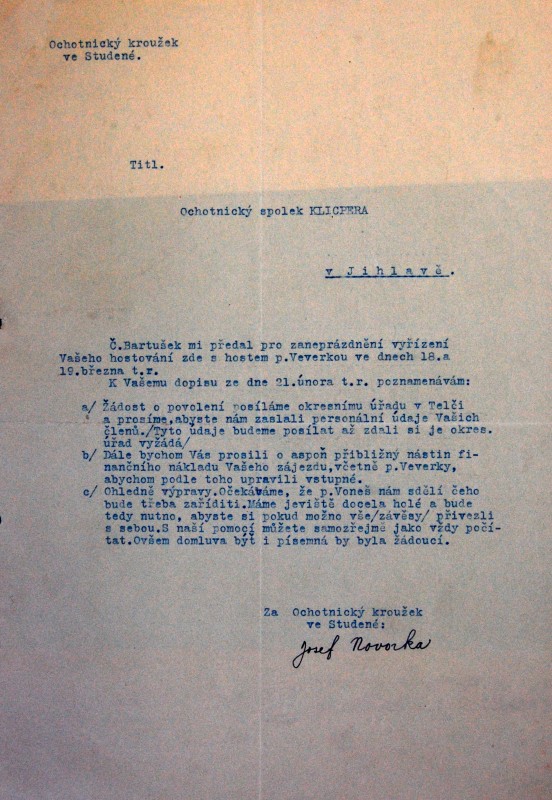 Ochotnický kroužek
ve Studené.
Titl.
Ochotnický spolek KLICPERA
v Jihlavě.
Č.Bartušek mi předal pro zaneprázdnění vyřízení
Vašeho hostování zde s hostem p.Veverkou ve dnech 18.a
19.března t.r.
K Vašemu dopisu ze dne 21.února t.r. poznamenávám:
a/ Žádost o povolení posíláme okresnímu úřadu v Telči
a prosíme,abyste nám zaslali personální údaje Vašich
členů./Tyto údaje budeme posílat až zdali si je okres.
úřad vyžádá/
b/ Dále bychom Vás prosili o aspoň přibližný nástin fi-
nančního nákladu Vašeho zájezdu,včetně p.Veverky,
abychom podle toho upravili vstupné.
c/ Ohledně výpravy.Očekáváme, že p.Voneš nám sdělí čeho
bude třeba zaříditi.Máme jeviště docela holé a bude
tedy nutno, abyste si pokud možno vše/závěsy/ přivezli
s sebou.S naší pomocí můžete samozřejmě jako vždy počí-
tat.Ovšem domluva být i písemná by byla žádoucí.
Za Ochotnický kroužek
ve Studené:
Josef Novorka